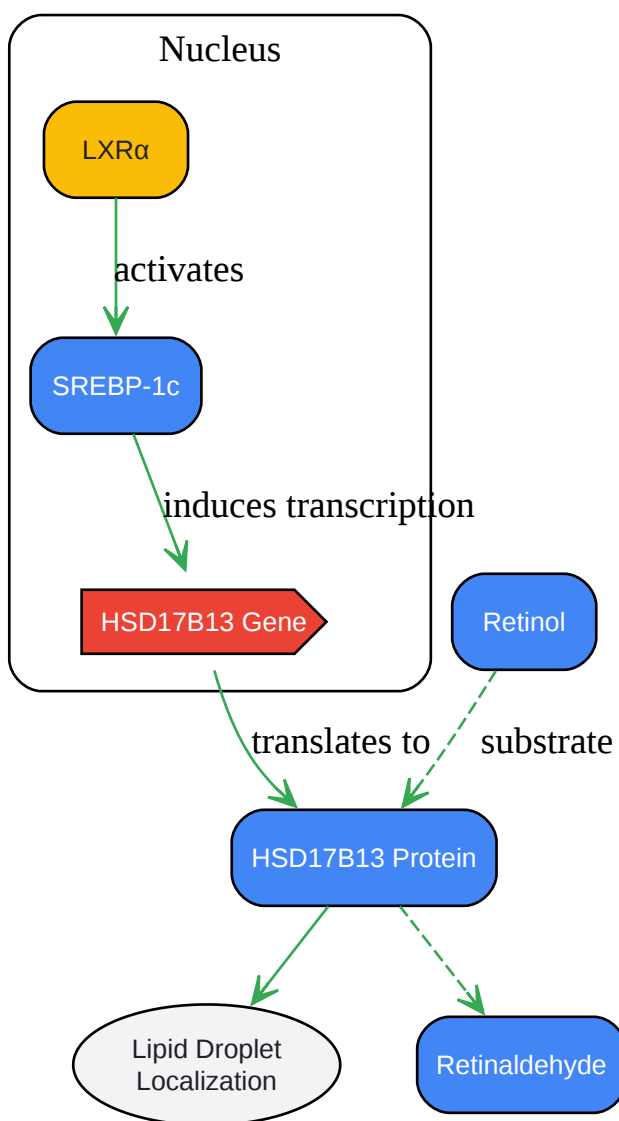 Nucleus
LXRα
activates
SREBP-1c
induces transcription
HSD17B13 Gene
Retinol
translates to
substrate
HSD17B13 Protein
Lipid Droplet
Localization
Retinaldehyde